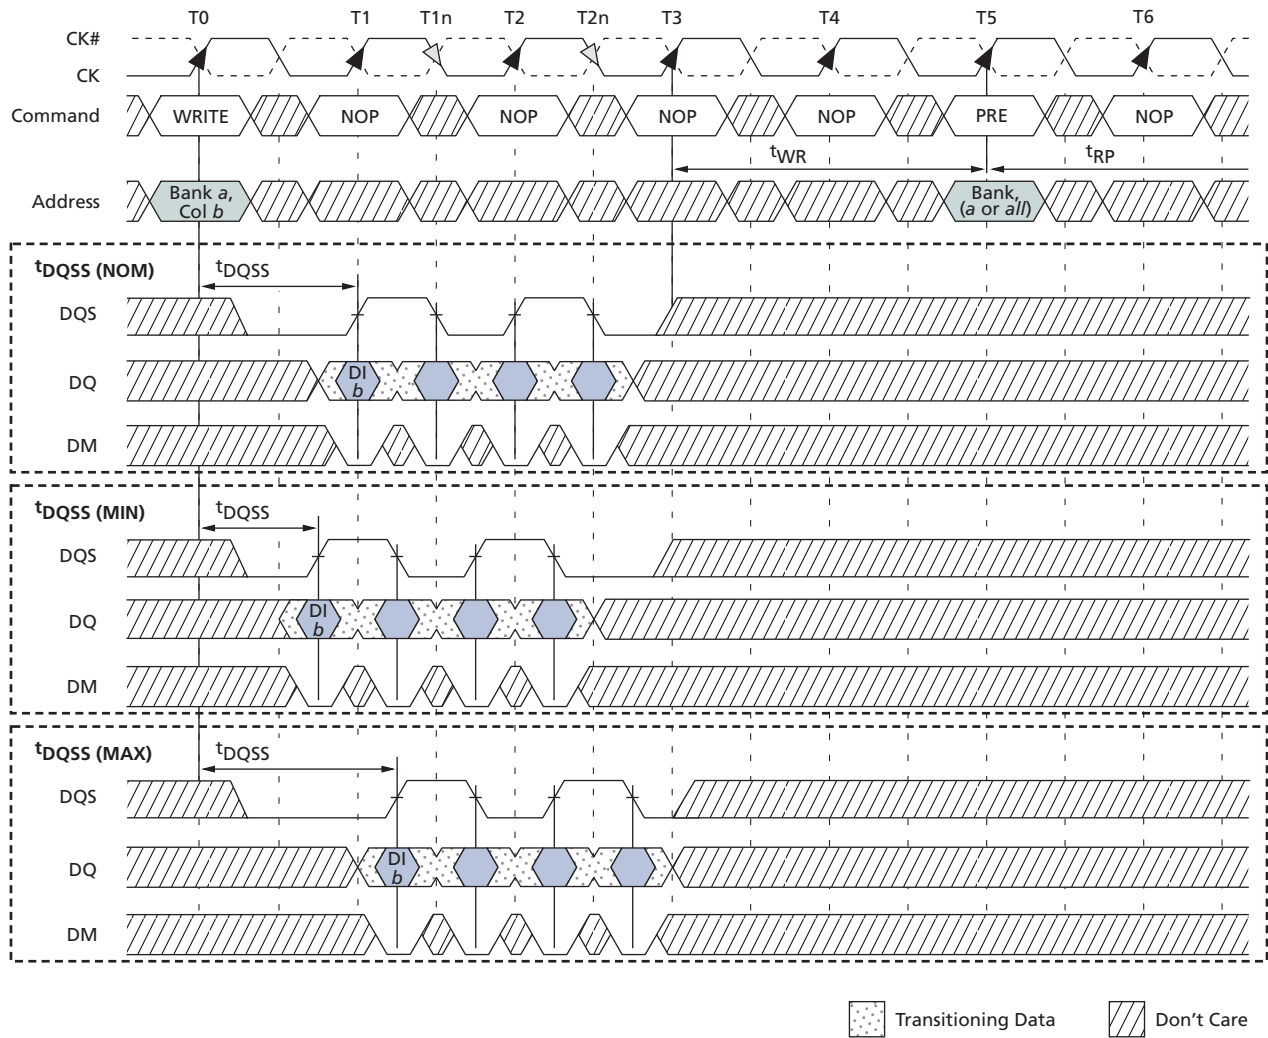 T0 T1 T1n T2 T2n T3 T4 T5 T6
CK#
CK
Command WRITE NOP NOP NOP NOP PRE NOP
tWR tRP
Address Bank a, Col b Bank, (a or all)
tDQSS (NOM) tDQSS
DQS
DQ DI b
DM
tDQSS (MIN) tDQSS
DQS
DQ DI b
DM
tDQSS (MAX) tDQSS
DQS
DQ DI b
DM
Transitioning Data Don't Care